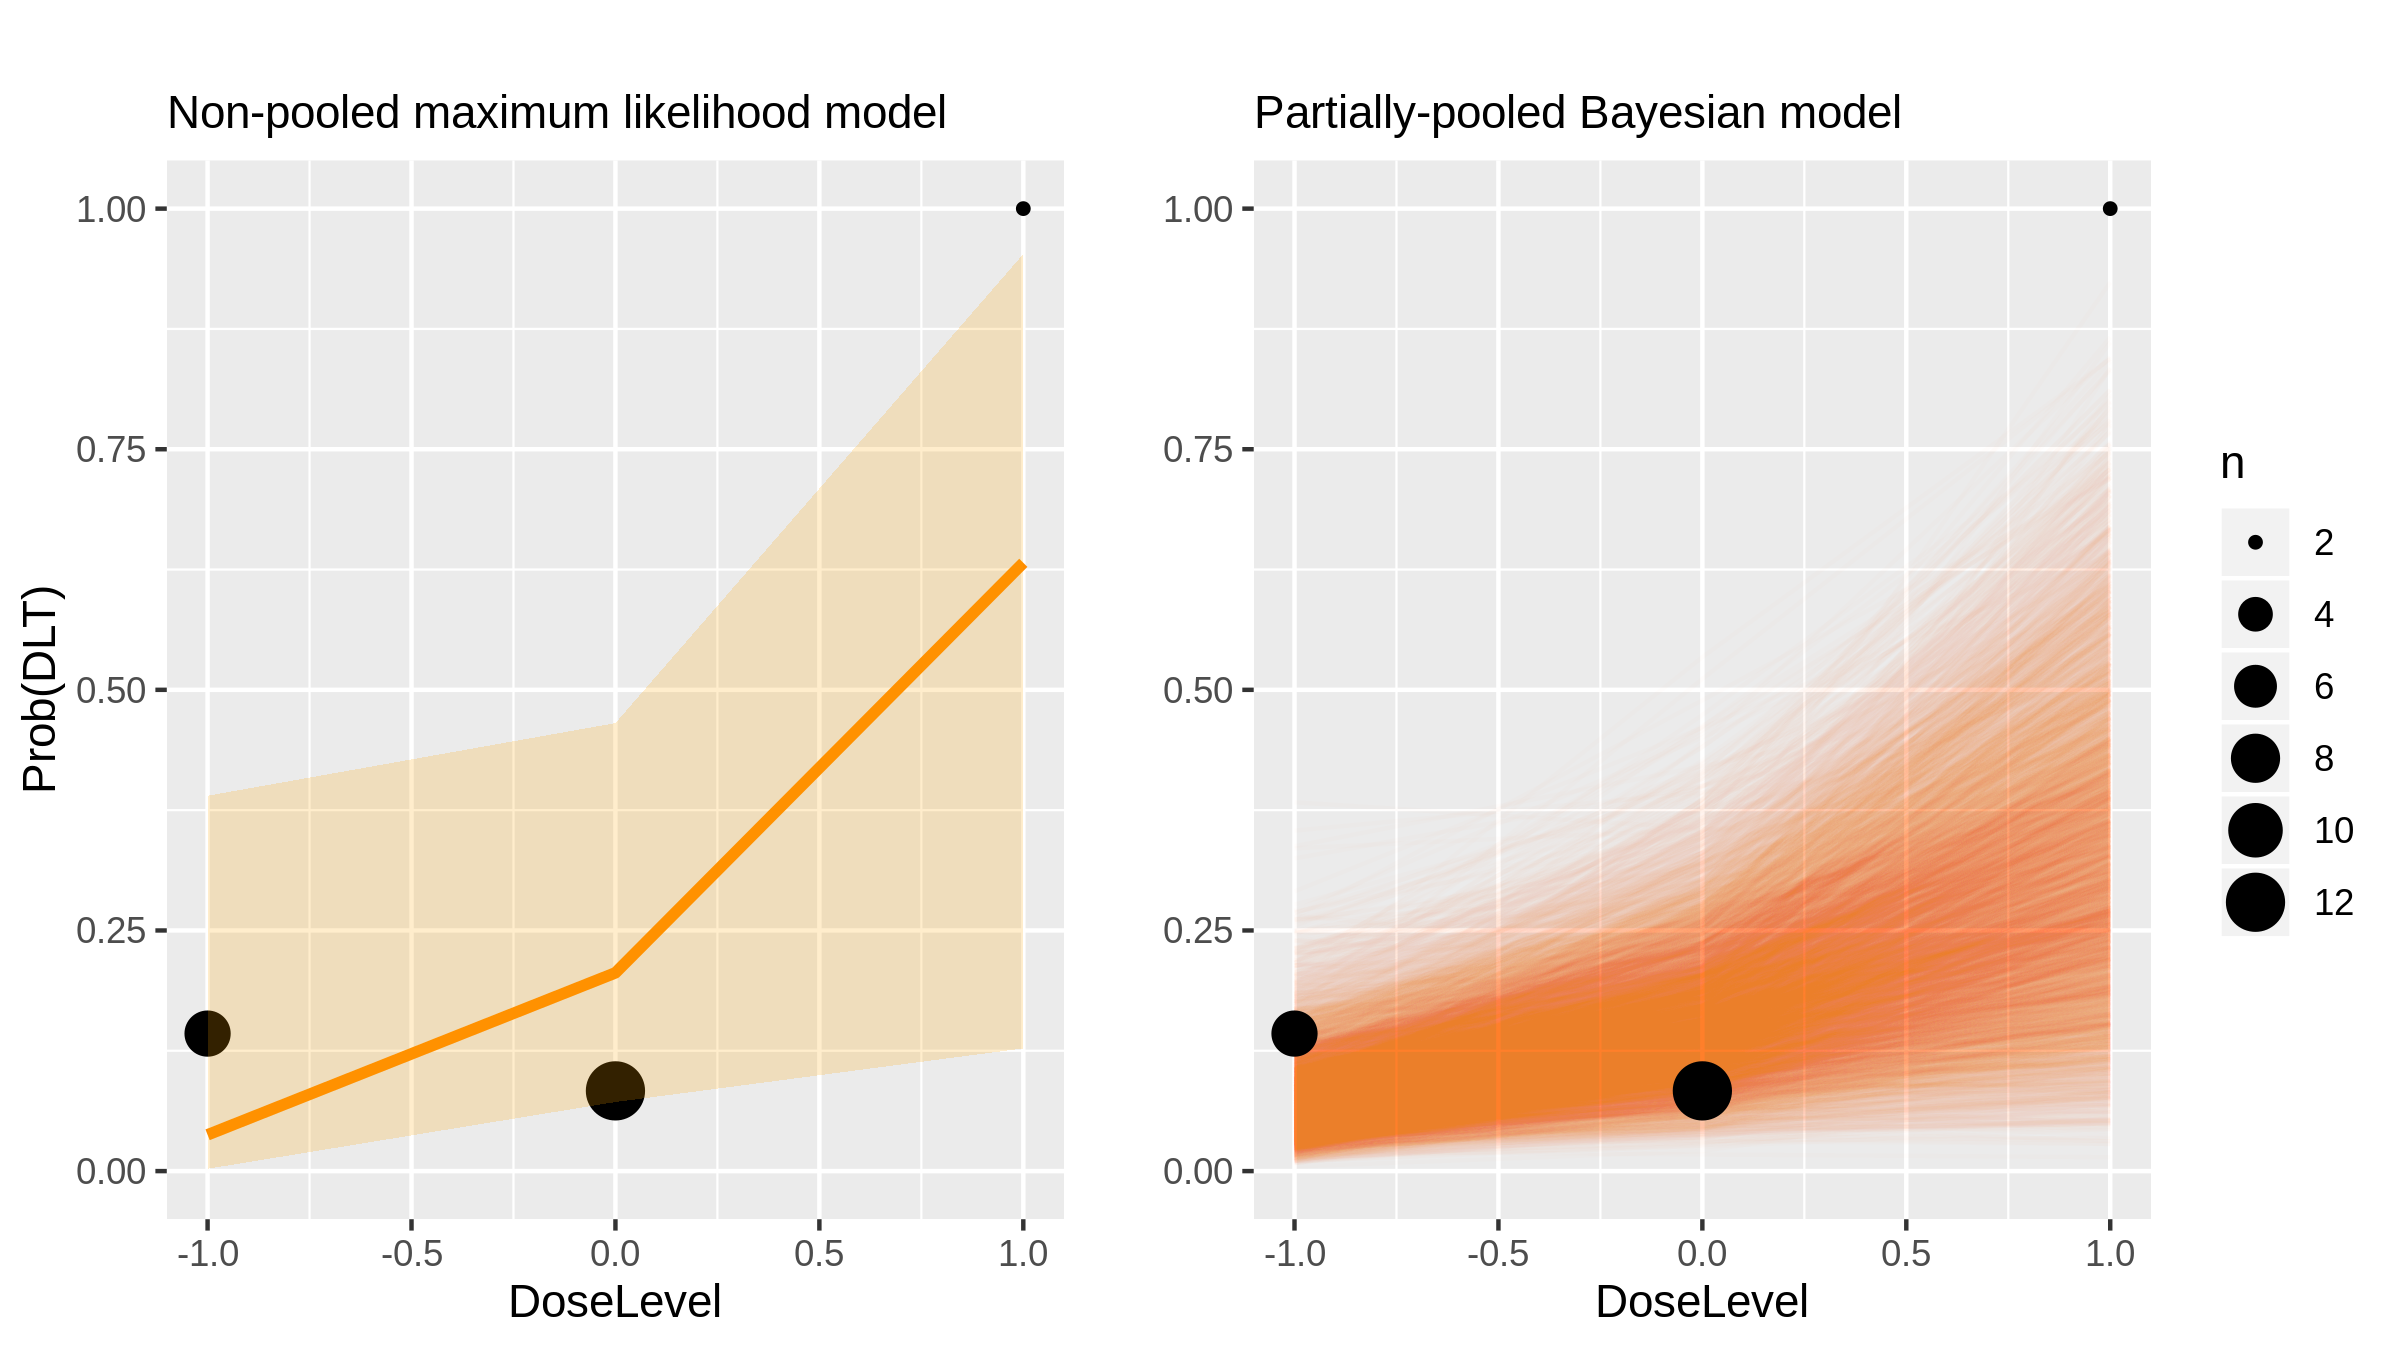 Non-pooled maximum likelihood model
Prob(DLT)
1.00
0.75
0.50
0.25
0.00
-1.0 -0.5 0.0 0.5 1.0
DoseLevel
Partially-pooled Bayesian model
1.00
0.75
0.50
0.25
0.00
-1.0 -0.5 0.0 0.5 1.0
DoseLevel
n
2
4
6
8
10
12